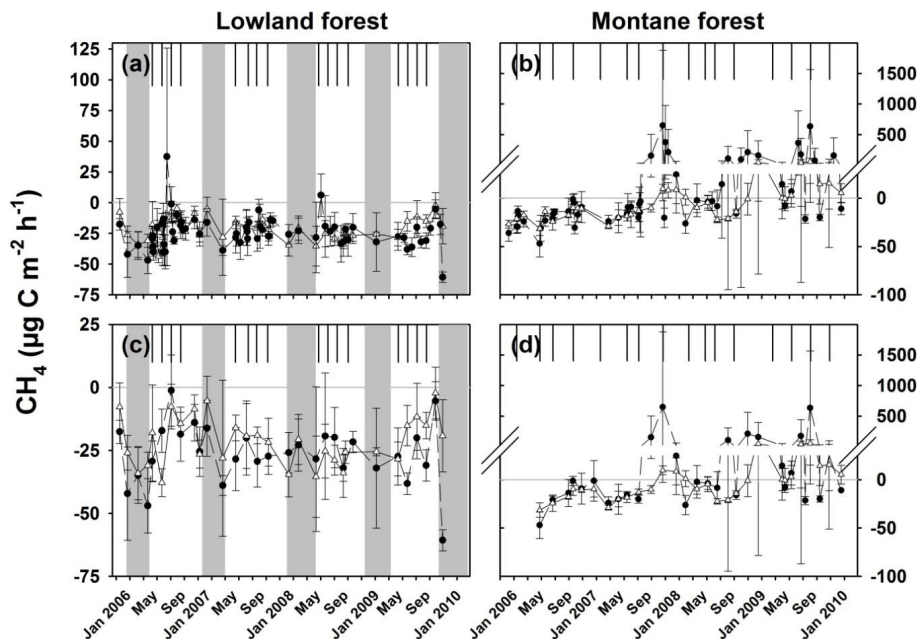 Lowland forest
Montane forest
CH4 (µg C m-2 h-1)
(a)
125
100
75
50
25
0
-25
-50
-75
(b)
1500
1000
500
0
-50
-100
(c)
25
0
-25
-50
-75
(d)
1500
1000
500
0
-50
-100
Jan 2006
May
Sep
Jan 2007
May
Sep
Jan 2008
May
Sep
Jan 2009
May
Sep
Jan 2010
Jan 2006
May
Sep
Jan 2007
May
Sep
Jan 2008
May
Sep
Jan 2009
May
Sep
Jan 2010